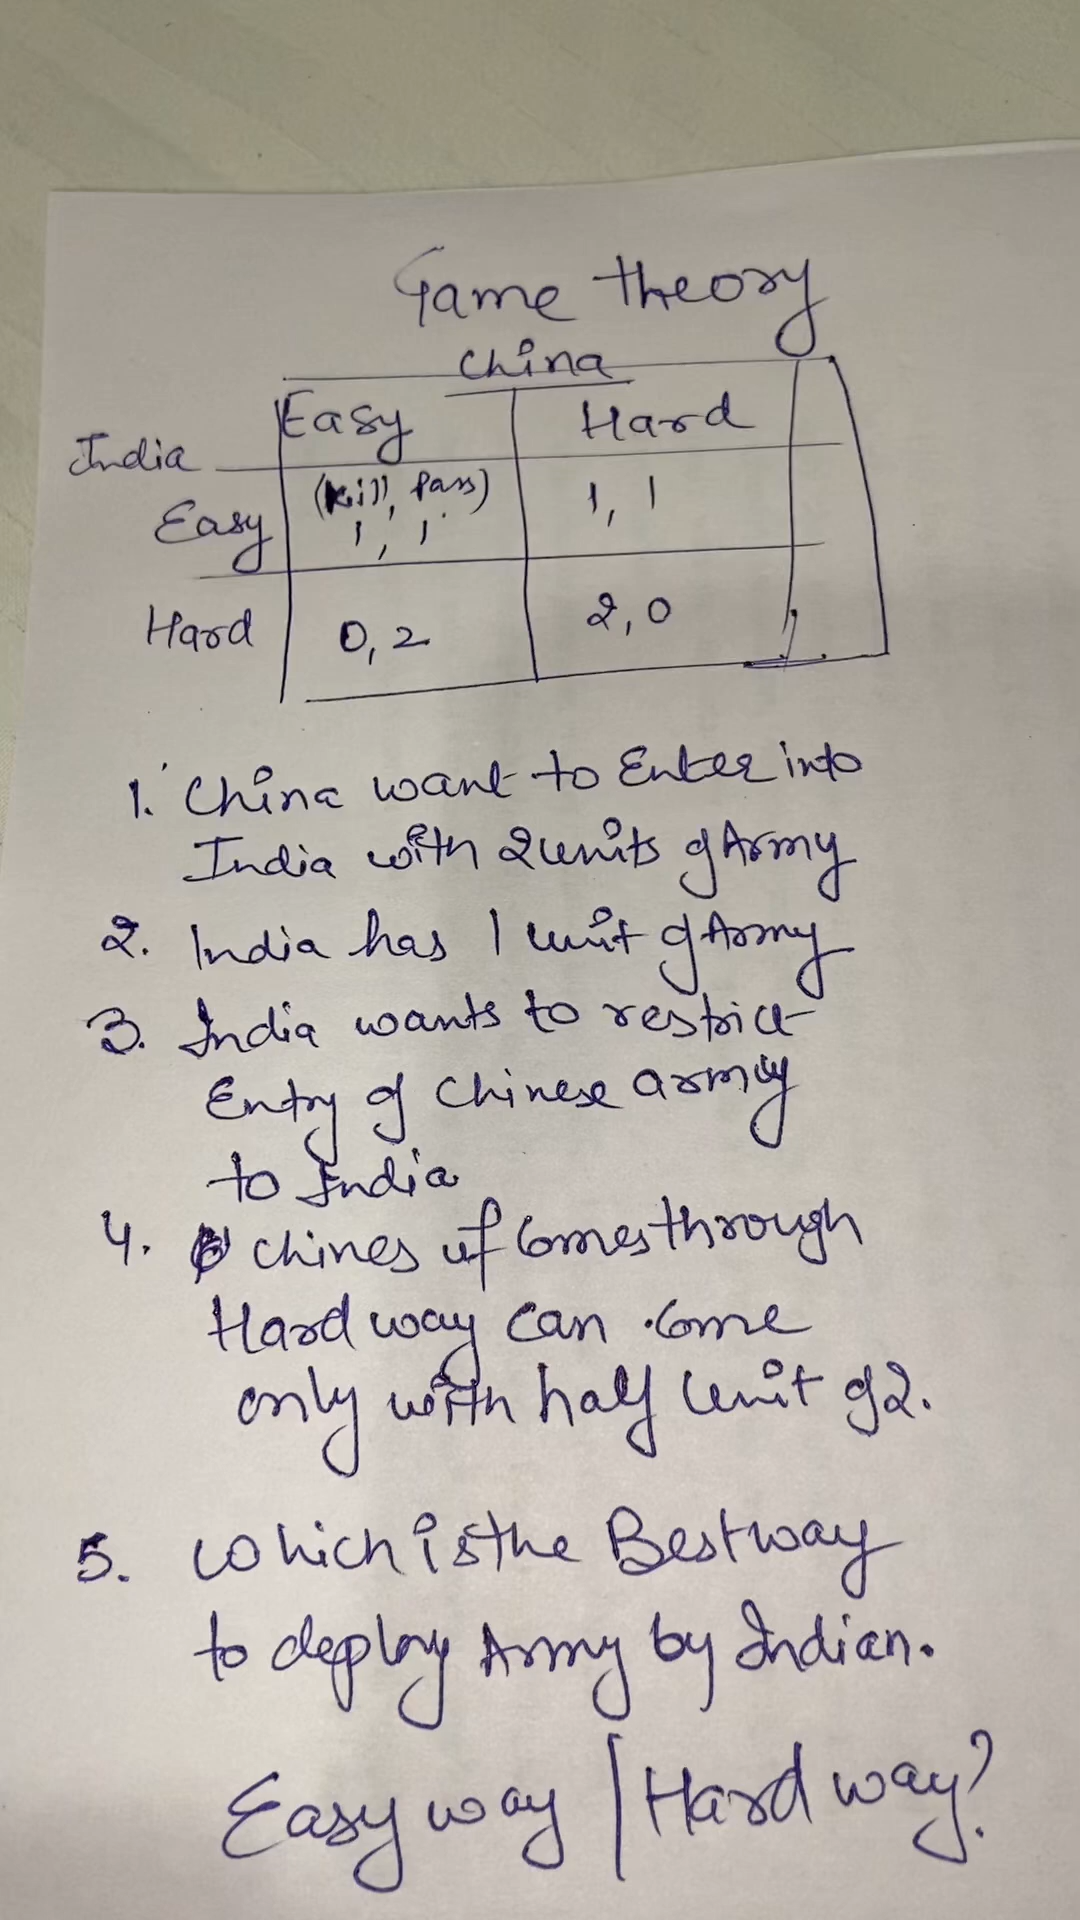 Game theory
China
Easy Hard
India
(Kill, Pass)
Easy 1, 1 1, 1
Hard 0, 2 2, 0
1. China want to Enter into
India with 2units of Army
2. India has 1 unit of Army
3. India wants to restrict
Entry of Chinese army
to India
4. Chines if Comes through
Hard way can come
only with half Unit of 2.
5. Which is the Best way
to deploy Army by Indian.
Easy way | Hard way?